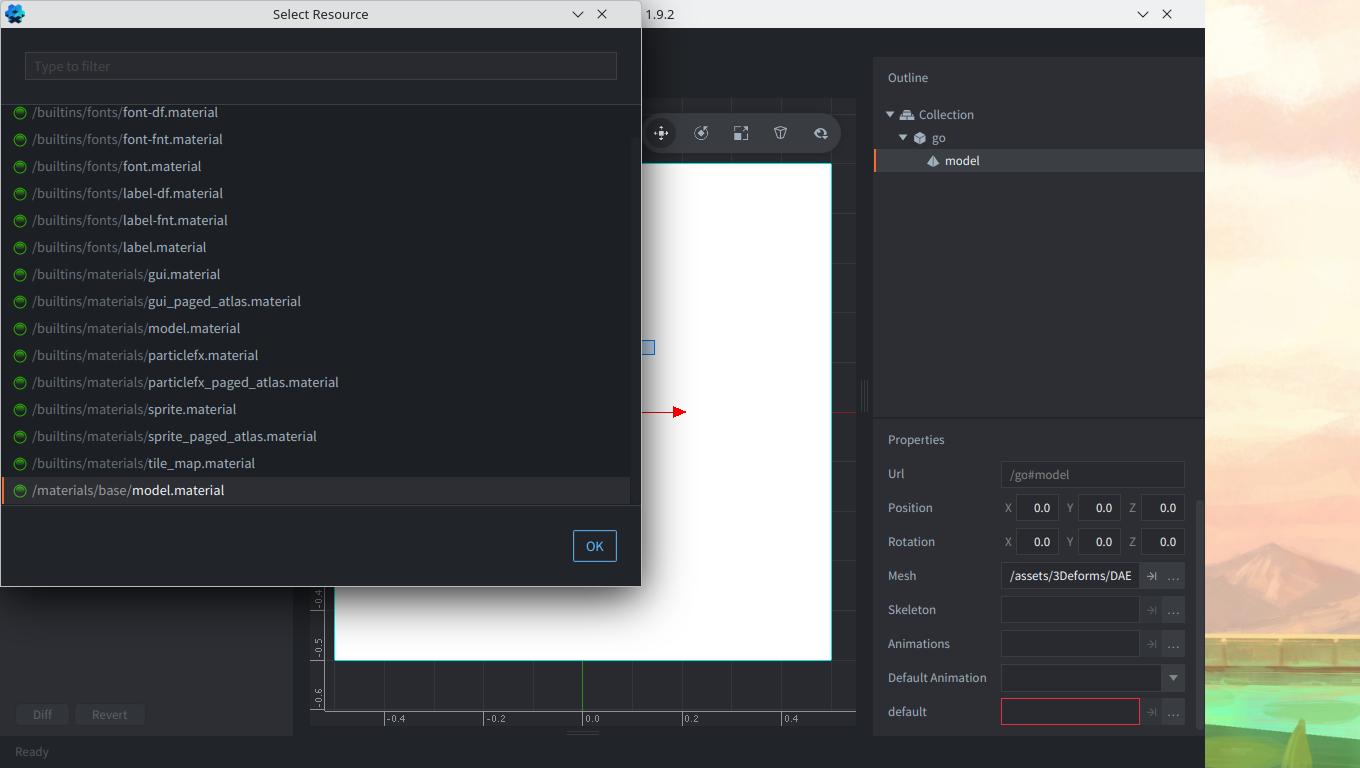 Select Resource
1.9.2
Type to filter
/builtins/fonts/font-df.material
/builtins/fonts/font-fnt.material
/builtins/fonts/font.material
/builtins/fonts/label-df.material
/builtins/fonts/label-fnt.material
/builtins/fonts/label.material
/builtins/materials/gui.material
/builtins/materials/gui_paged_atlas.material
/builtins/materials/model.material
/builtins/materials/particlefx.material
/builtins/materials/particlefx_paged_atlas.material
/builtins/materials/sprite.material
/builtins/materials/sprite_paged_atlas.material
/builtins/materials/tile_map.material
/materials/base/model.material
OK
Outline
Collection
go
model
Properties
Url /go#model
Position X 0.0 Y 0.0 Z 0.0
Rotation X 0.0 Y 0.0 Z 0.0
Mesh /assets/3Deforms/DAE ...
Skeleton ...
Animations ...
Default Animation
default ...
-0.4
-0.5
-0.6
-0.4 -0.2 0.0 0.2 0.4
Diff Revert
Ready